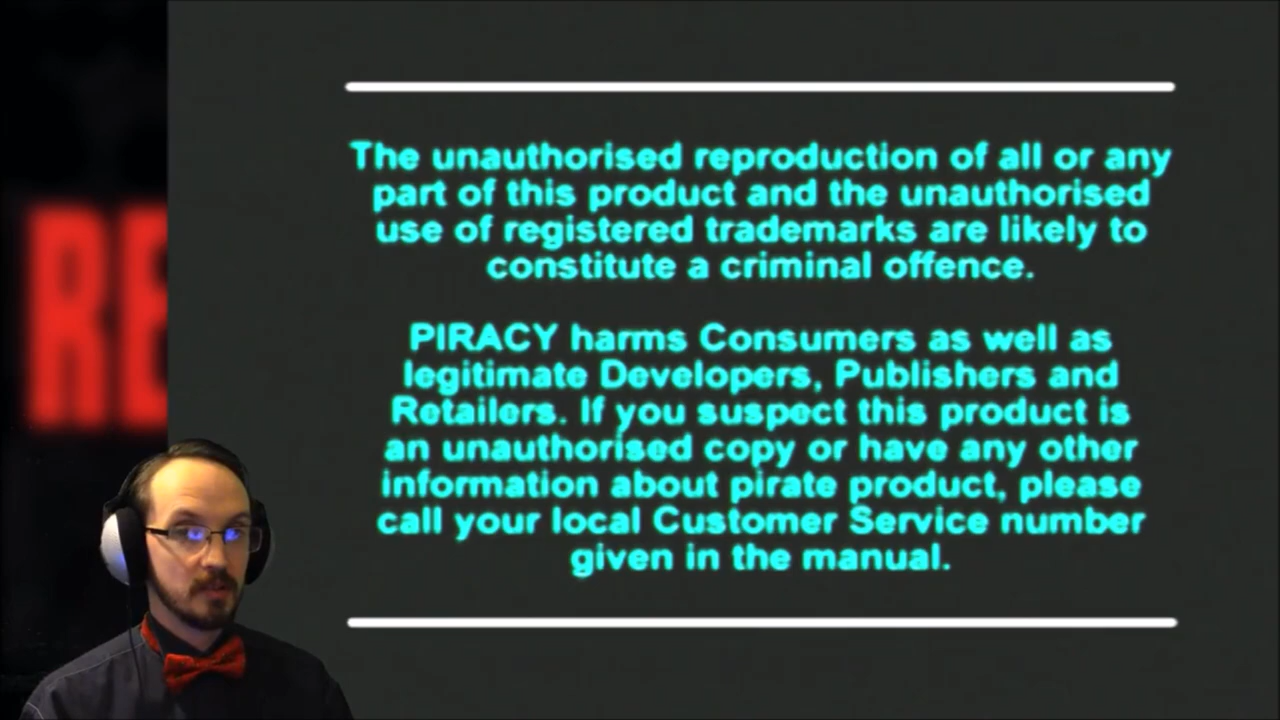 RE
The unauthorised reproduction of all or any
part of this product and the unauthorised
use of registered trademarks are likely to
constitute a criminal offence.
PIRACY harms Consumers as well as
legitimate Developers, Publishers and
Retailers. If you suspect this product is
an unauthorised copy or have any other
information about pirate product, please
call your local Customer Service number
given in the manual.